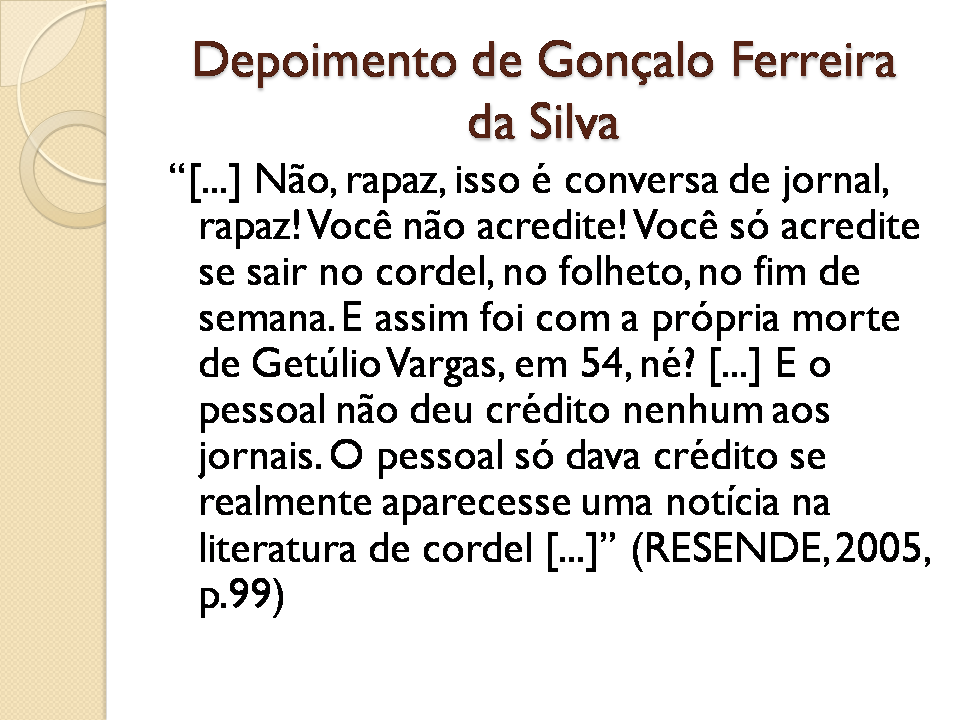 Depoimento de Gonçalo Ferreira
da Silva
“[...] Não, rapaz, isso é conversa de jornal,
rapaz! Você não acredite! Você só acredite
se sair no cordel, no folheto, no fim de
semana. E assim foi com a própria morte
de Getúlio Vargas, em 54, né? [...] E o
pessoal não deu crédito nenhum aos
jornais. O pessoal só dava crédito se
realmente aparecesse uma notícia na
literatura de cordel [...]” (RESENDE, 2005,
p.99)